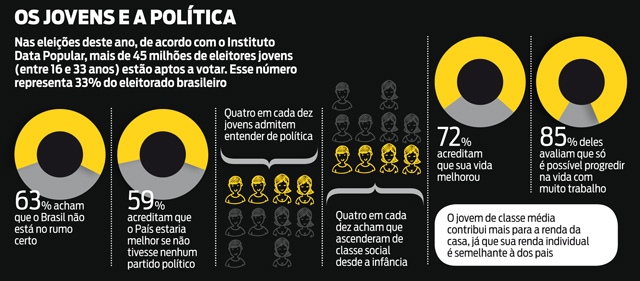 OS JOVENS E A POLÍTICA
Nas eleições deste ano, de acordo com o Instituto
Data Popular, mais de 45 milhões de eleitores jovens
(entre 16 e 33 anos) estão aptos a votar. Esse número
representa 33% do eleitorado brasileiro
63% acham
que o Brasil não
está no rumo
certo
59%
acreditam que
o País estaria
melhor se não
tivesse nenhum
partido político
Quatro em cada dez
jovens admitem
entender de política
Quatro em cada
dez acham que
ascenderam de
classe social
desde a infância
72%
acreditam
que sua vida
melhorou
85% deles
avaliam que só
é possível progredir
na vida com
muito trabalho
O jovem de classe média
contribui mais para a renda da
casa, já que sua renda individual
é semelhante à dos pais